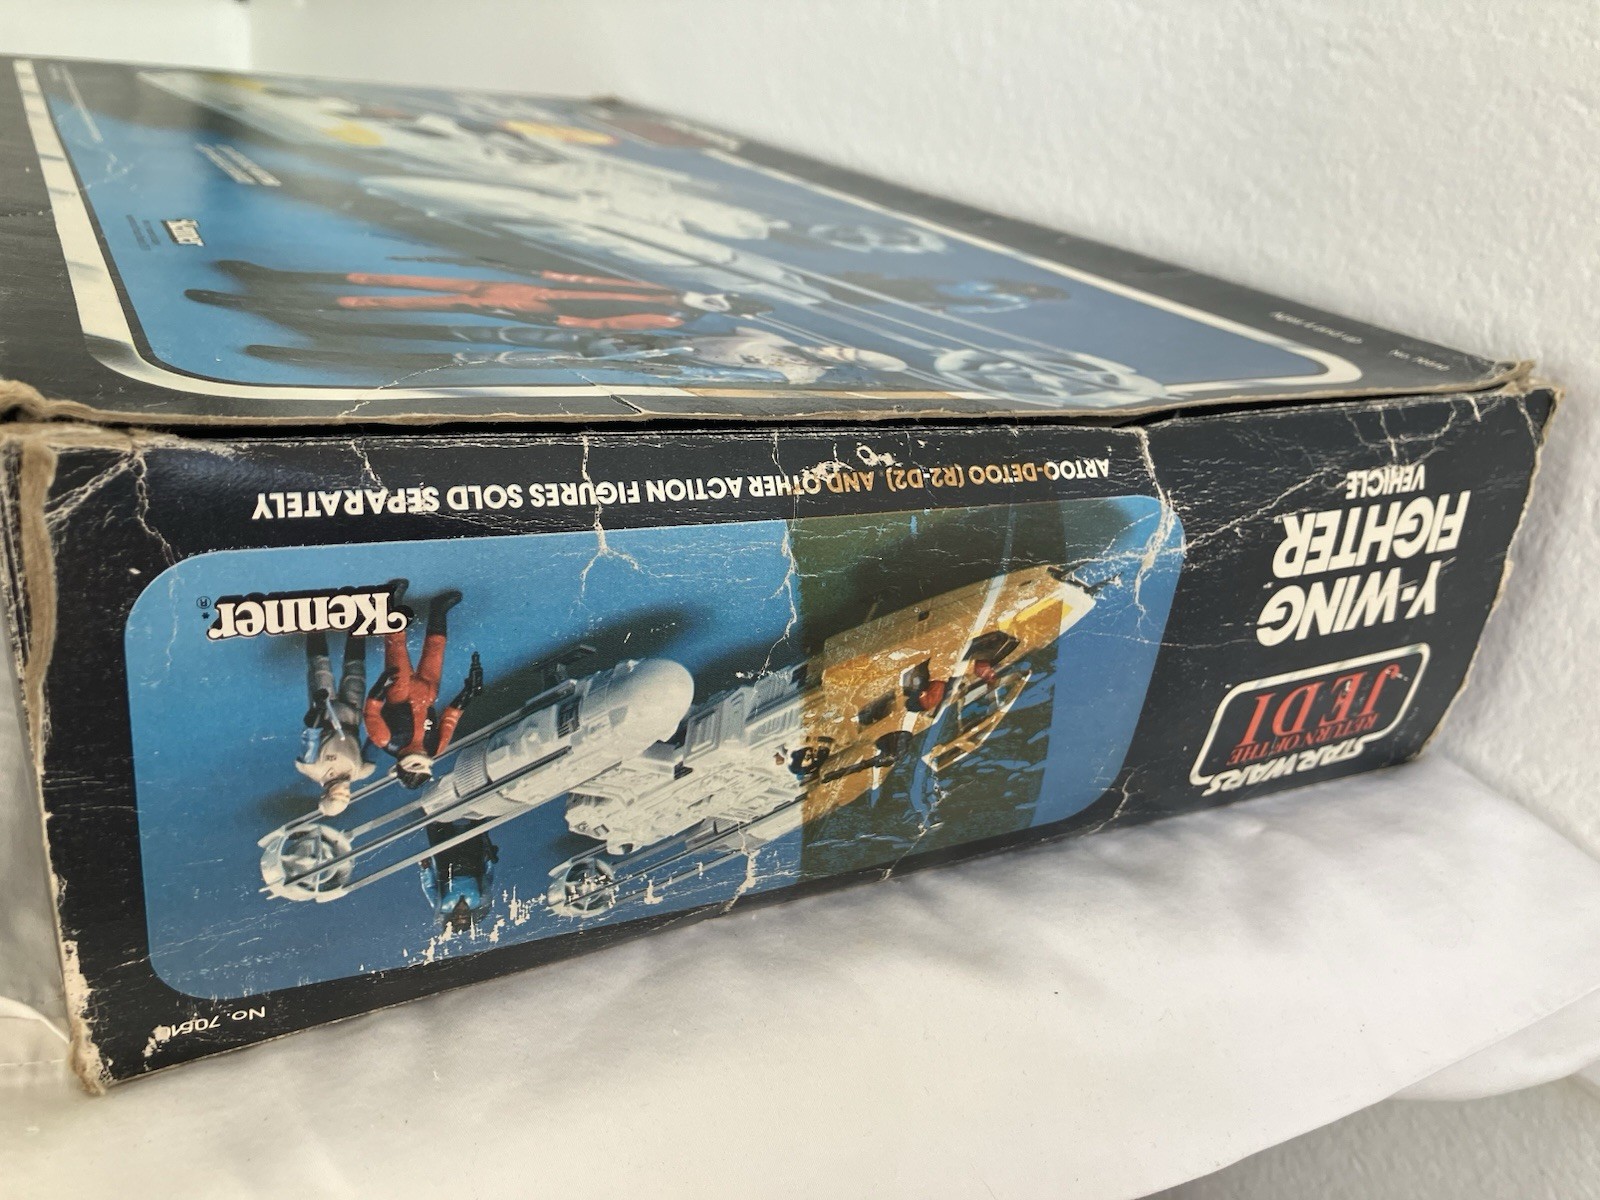 STAR WARS
RETURN OF THE
JEDI
Y-WING
FIGHTER
VEHICLE
ARTOO-DETOO (R2-D2) AND OTHER ACTION FIGURES SOLD SEPARATELY
Kenner®
No. 70510
Kenner